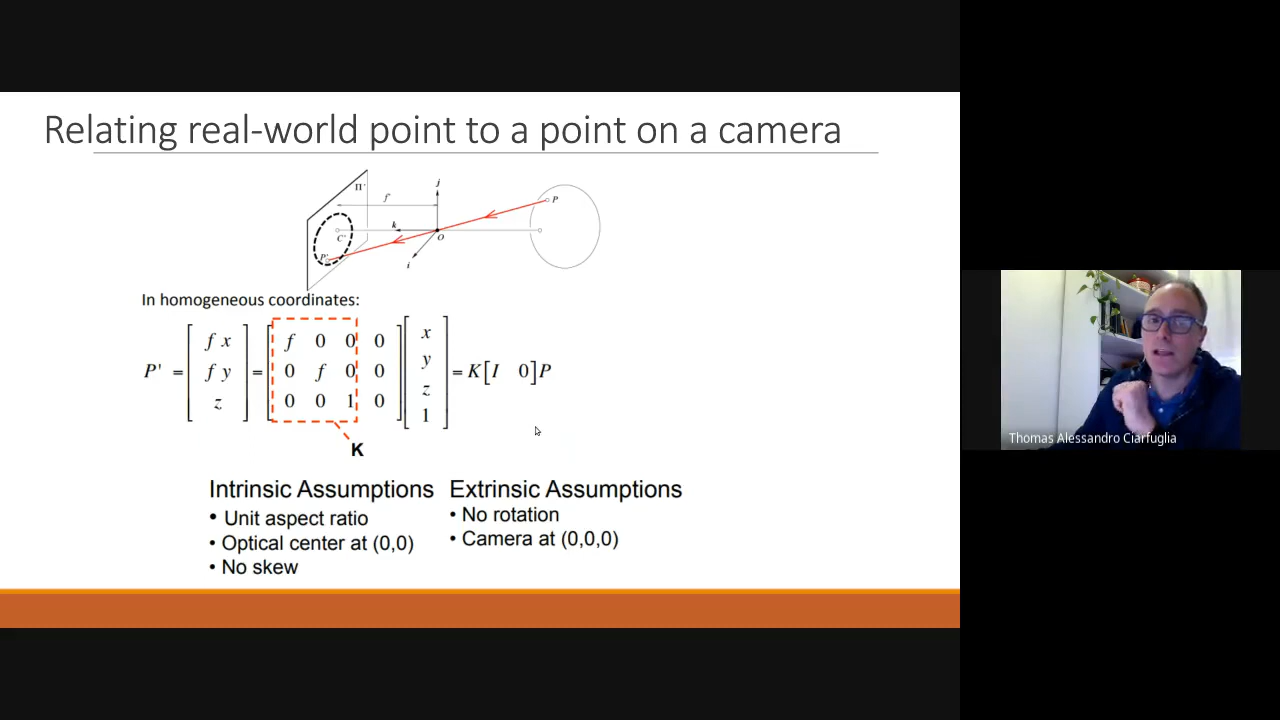 Relating real-world point to a point on a camera
Π'
j
f'
P
k
C'
O
P'
i
In homogeneous coordinates:
P' = [ f x = [ f 0 0 0 [ x = K[I 0]P
f y 0 f 0 0 y
z 0 0 1 0 z
] ] 1 ]
K
Intrinsic Assumptions
• Unit aspect ratio
• Optical center at (0,0)
• No skew
Extrinsic Assumptions
• No rotation
• Camera at (0,0,0)
Thomas Alessandro Ciarfuglia